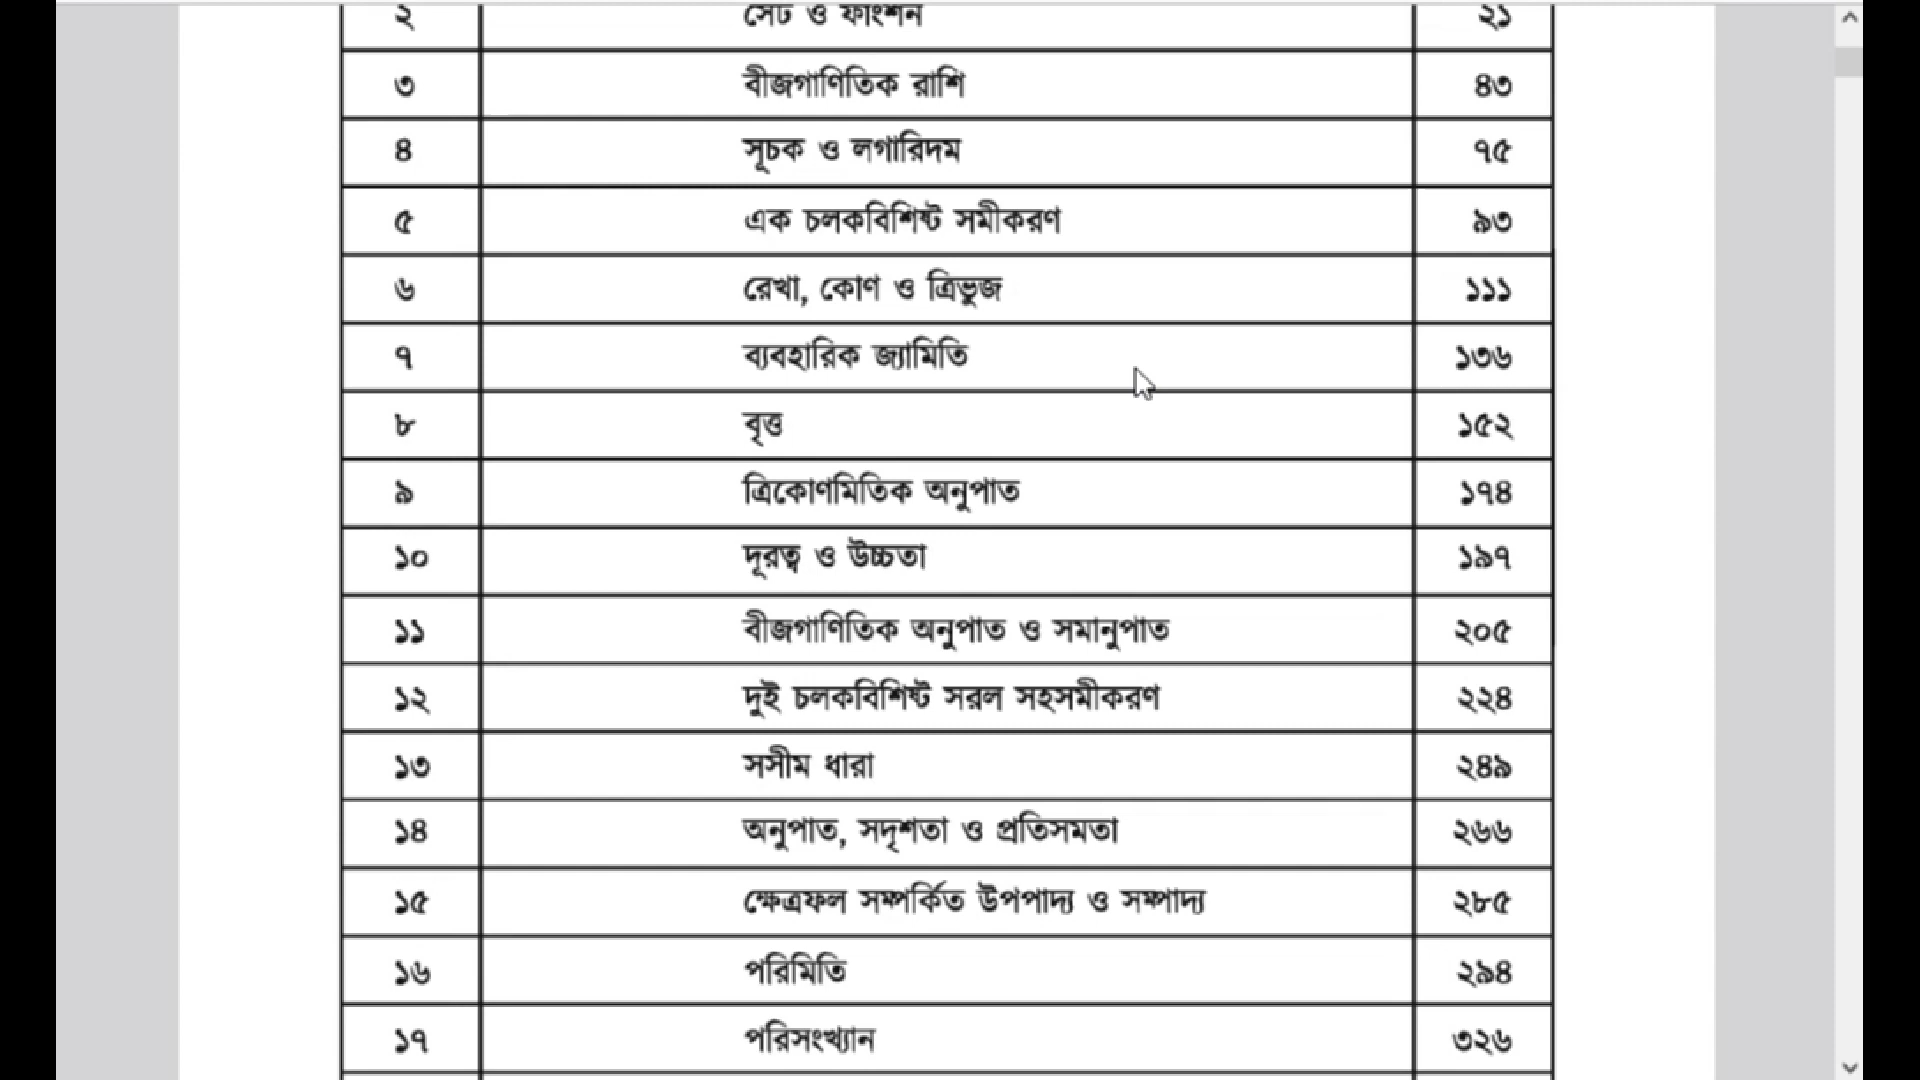 ২ সেট ও ফাংশন ২১
৩ বীজগাণিতিক রাশি ৪৩
৪ সূচক ও লগারিদম ৭৫
৫ এক চলকবিশিষ্ট সমীকরণ ৯৩
৬ রেখা, কোণ ও ত্রিভুজ ১১১
৭ ব্যবহারিক জ্যামিতি ১৩৬
৮ বৃত্ত ১৫২
৯ ত্রিকোণমিতিক অনুপাত ১৭৪
১০ দূরত্ব ও উচ্চতা ১৯৭
১১ বীজগাণিতিক অনুপাত ও সমানুপাত ২০৫
১২ দুই চলকবিশিষ্ট সরল সহসমীকরণ ২২৪
১৩ সসীম ধারা ২৪৯
১৪ অনুপাত, সদৃশতা ও প্রতিসমতা ২৬৬
১৫ ক্ষেত্রফল সম্পর্কিত উপপাদ্য ও সম্পাদ্য ২৮৫
১৬ পরিমিতি ২৯৪
১৭ পরিসংখ্যান ৩২৬